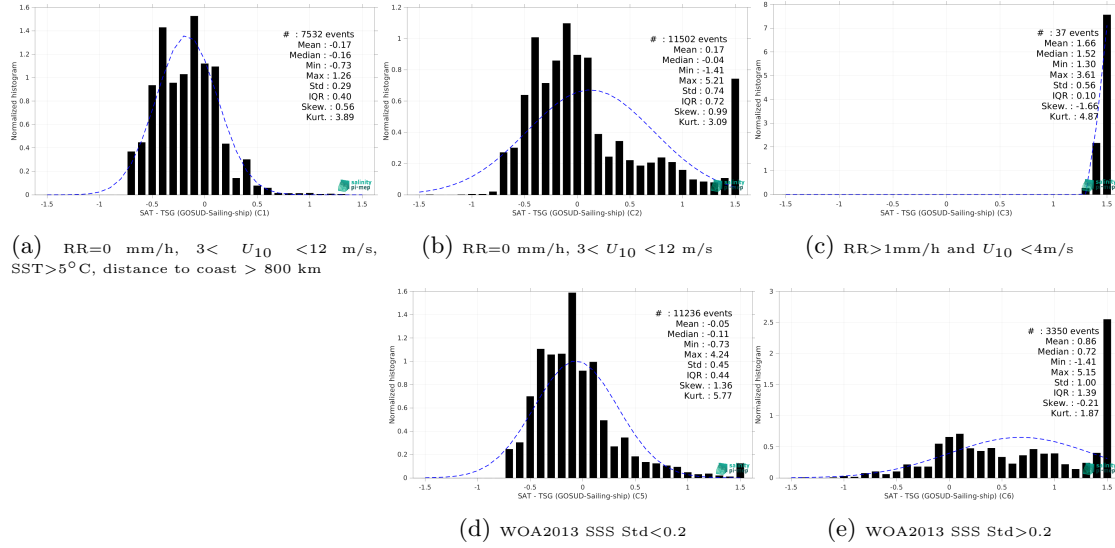 1.6
1.4
1.2
1
0.8
0.6
0.4
0.2
0
Normalized histogram
-1.5 -1 -0.5 0 0.5 1 1.5
SAT - TSG (GOSUD-Sailing-ship) (C1)
# : 7532 events
Mean : -0.17
Median : -0.16
Min : -0.73
Max : 1.26
Std : 0.29
IQR : 0.40
Skew. : 0.56
Kurt. : 3.89
salinity
pi-mep
(a) RR=0 mm/h, 3< U10 <12 m/s,
SST>5°C, distance to coast > 800 km
1.2
1
0.8
0.6
0.4
0.2
0
Normalized histogram
-1.5 -1 -0.5 0 0.5 1 1.5
SAT - TSG (GOSUD-Sailing-ship) (C2)
# : 11502 events
Mean : 0.17
Median : -0.04
Min : -1.41
Max : 5.21
Std : 0.74
IQR : 0.72
Skew. : 0.99
Kurt. : 3.09
salinity
pi-mep
(b) RR=0 mm/h, 3< U10 <12 m/s
8
7
6
5
4
3
2
1
0
Normalized histogram
-1.5 -1 -0.5 0 0.5 1 1.5
SAT - TSG (GOSUD-Sailing-ship) (C3)
# : 37 events
Mean : 1.66
Median : 1.52
Min : 1.30
Max : 3.61
Std : 0.56
IQR : 0.10
Skew. : -1.66
Kurt. : 4.87
salinity
pi-mep
(c) RR>1mm/h and U10 <4m/s
1.6
1.4
1.2
1
0.8
0.6
0.4
0.2
0
Normalized histogram
-1.5 -1 -0.5 0 0.5 1 1.5
SAT - TSG (GOSUD-Sailing-ship) (C5)
# : 11236 events
Mean : -0.05
Median : -0.11
Min : -0.73
Max : 4.24
Std : 0.45
IQR : 0.44
Skew. : 1.36
Kurt. : 5.77
salinity
pi-mep
(d) WOA2013 SSS Std<0.2
3
2.5
2
1.5
1
0.5
0
Normalized histogram
-1.5 -1 -0.5 0 0.5 1 1.5
SAT - TSG (GOSUD-Sailing-ship) (C6)
# : 3350 events
Mean : 0.86
Median : 0.72
Min : -1.41
Max : 5.15
Std : 1.00
IQR : 1.39
Skew. : -0.21
Kurt. : 1.87
salinity
pi-mep
(e) WOA2013 SSS Std>0.2